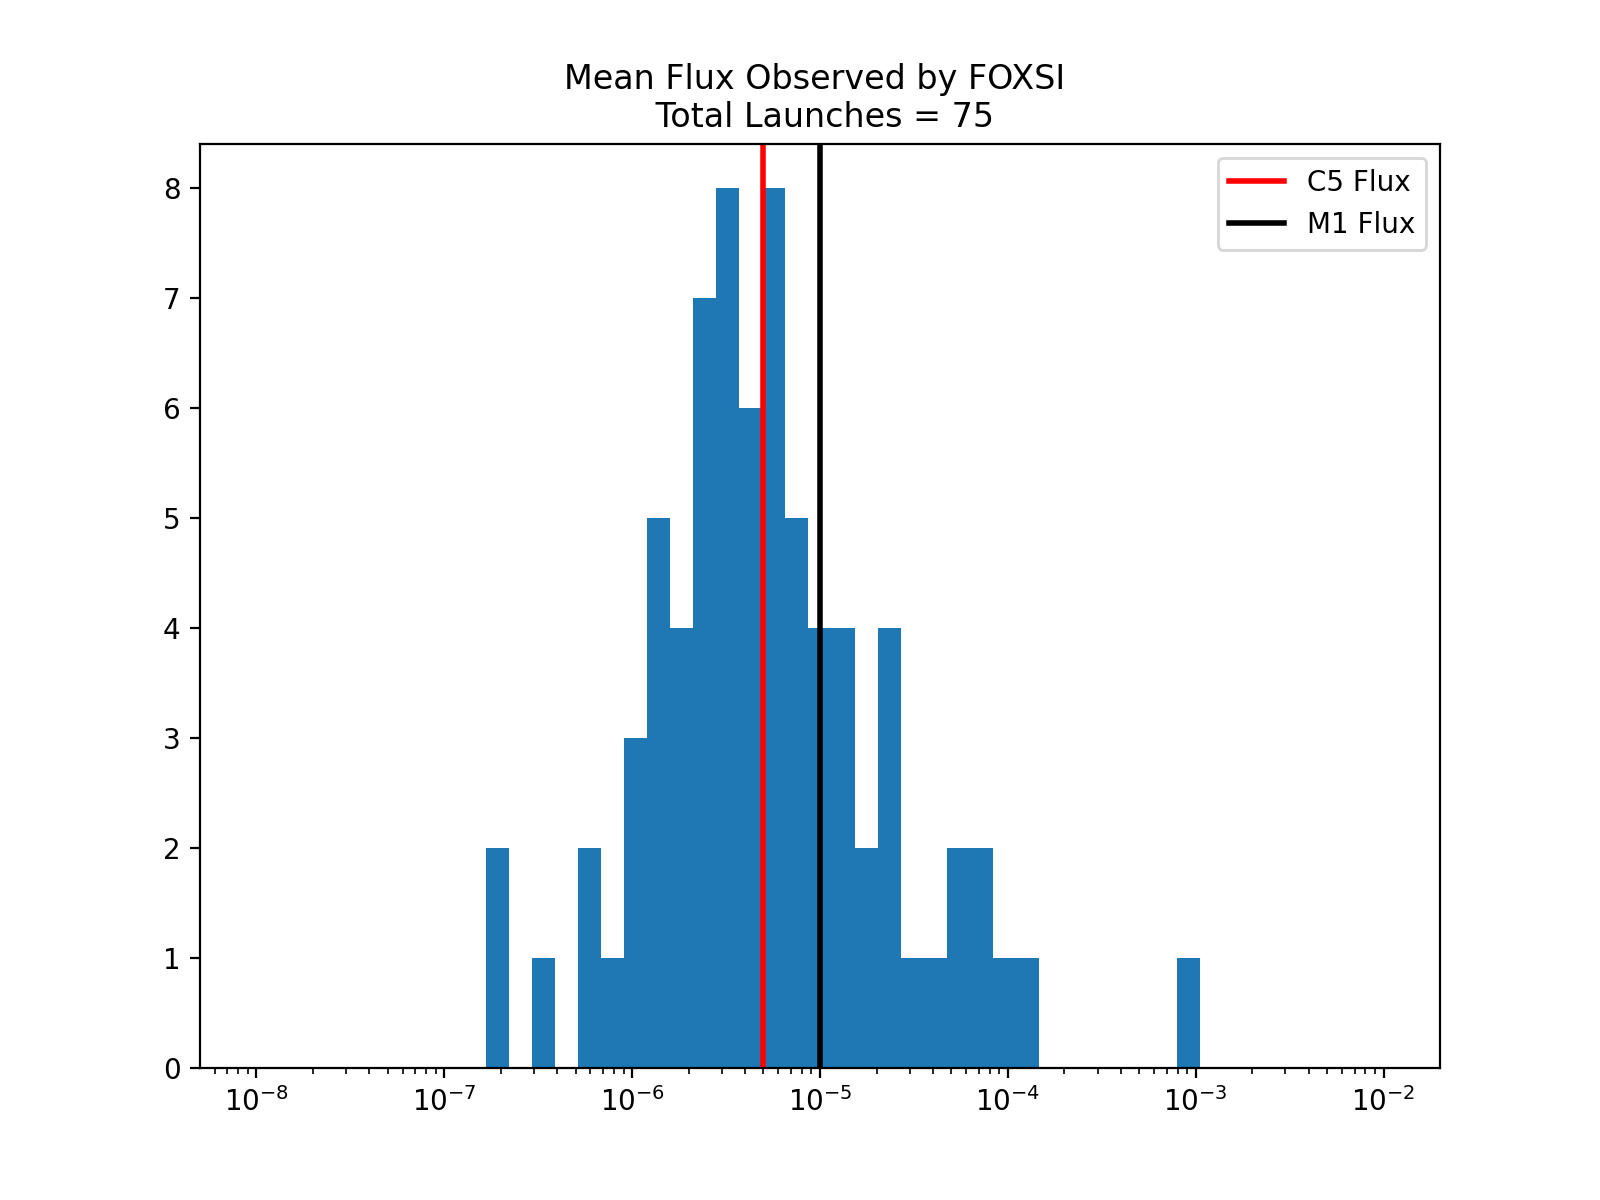 Mean Flux Observed by FOXSI
Total Launches = 75
C5 Flux
M1 Flux
8
7
6
5
4
3
2
1
0
10⁻⁸ 10⁻⁷ 10⁻⁶ 10⁻⁵ 10⁻⁴ 10⁻³ 10⁻²